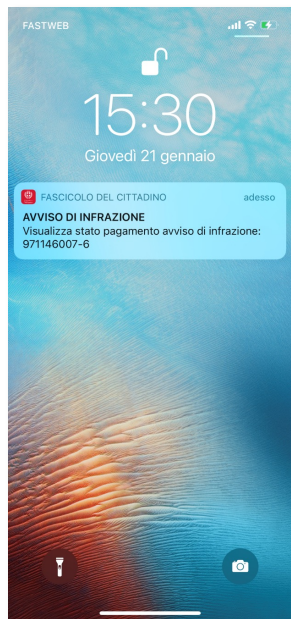 FASTWEB
15:30
Giovedì 21 gennaio
FASCICOLO DEL CITTADINO adesso
AVVISO DI INFRAZIONE
Visualizza stato pagamento avviso di infrazione:
971146007-6